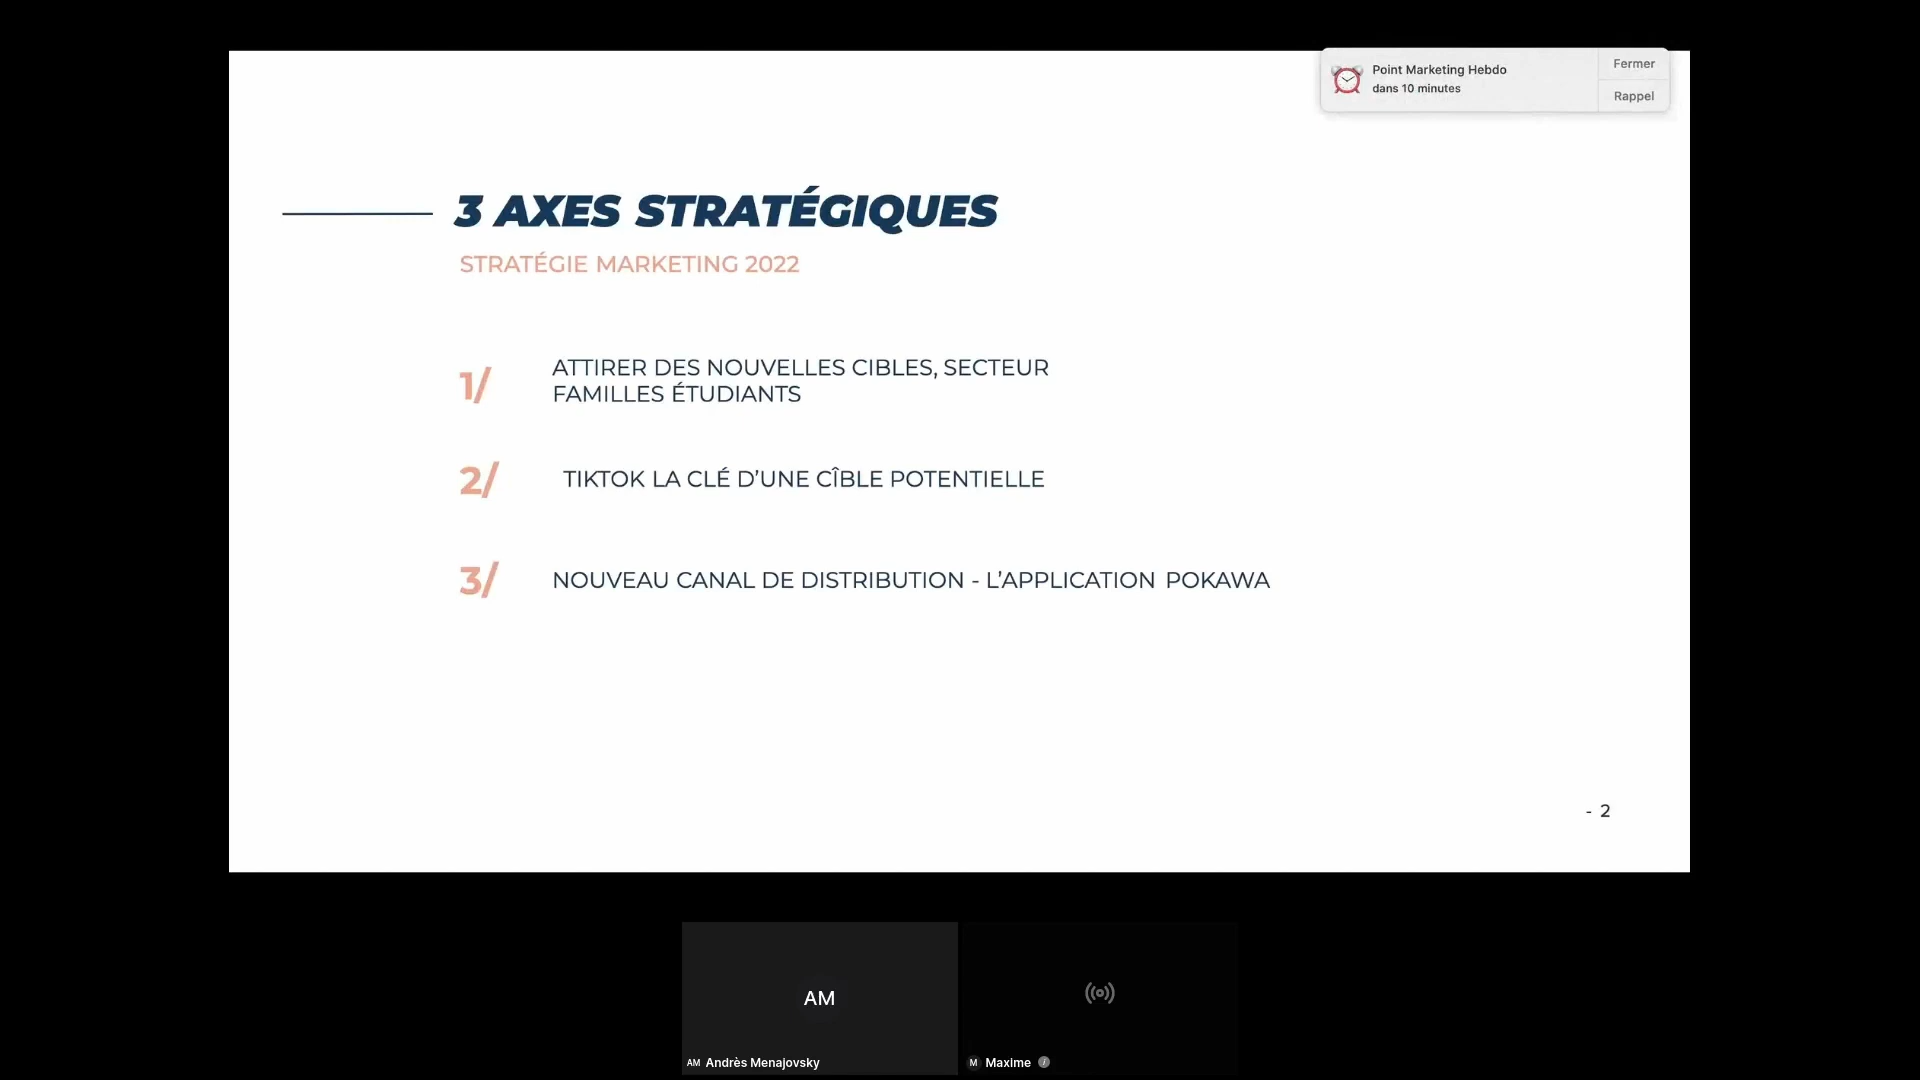 Point Marketing Hebdo
dans 10 minutes
Fermer
Rappel
3 AXES STRATÉGIQUES
STRATÉGIE MARKETING 2022
1/
ATTIRER DES NOUVELLES CIBLES, SECTEUR
FAMILLES ÉTUDIANTS
2/
TIKTOK LA CLÉ D’UNE CÎBLE POTENTIELLE
3/
NOUVEAU CANAL DE DISTRIBUTION - L’APPLICATION POKAWA
- 2
AM
AM Andrès Menajovsky
M Maxime